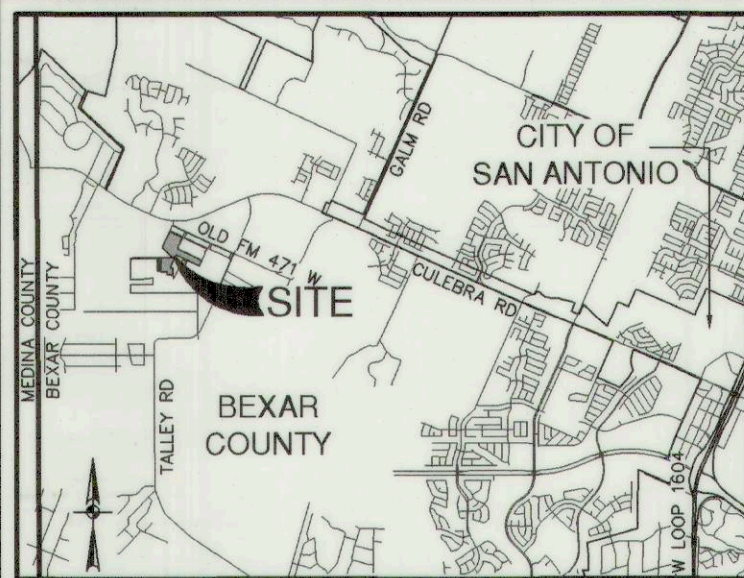 CITY OF
SAN ANTONIO
GALM RD
OLD FM 471 W
CULEBRA RD
SITE
MEDINA COUNTY
BEXAR COUNTY
TALLEY RD
BEXAR
COUNTY
W LOOP 1604